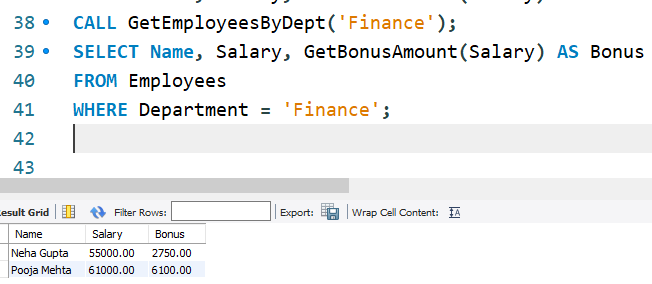 38 CALL GetEmployeesByDept('Finance');
39 SELECT Name, Salary, GetBonusAmount(Salary) AS Bonus
40 FROM Employees
41 WHERE Department = 'Finance';
42
43
esult Grid Filter Rows: Export: Wrap Cell Content:
Name Salary Bonus
Neha Gupta 55000.00 2750.00
Pooja Mehta 61000.00 6100.00